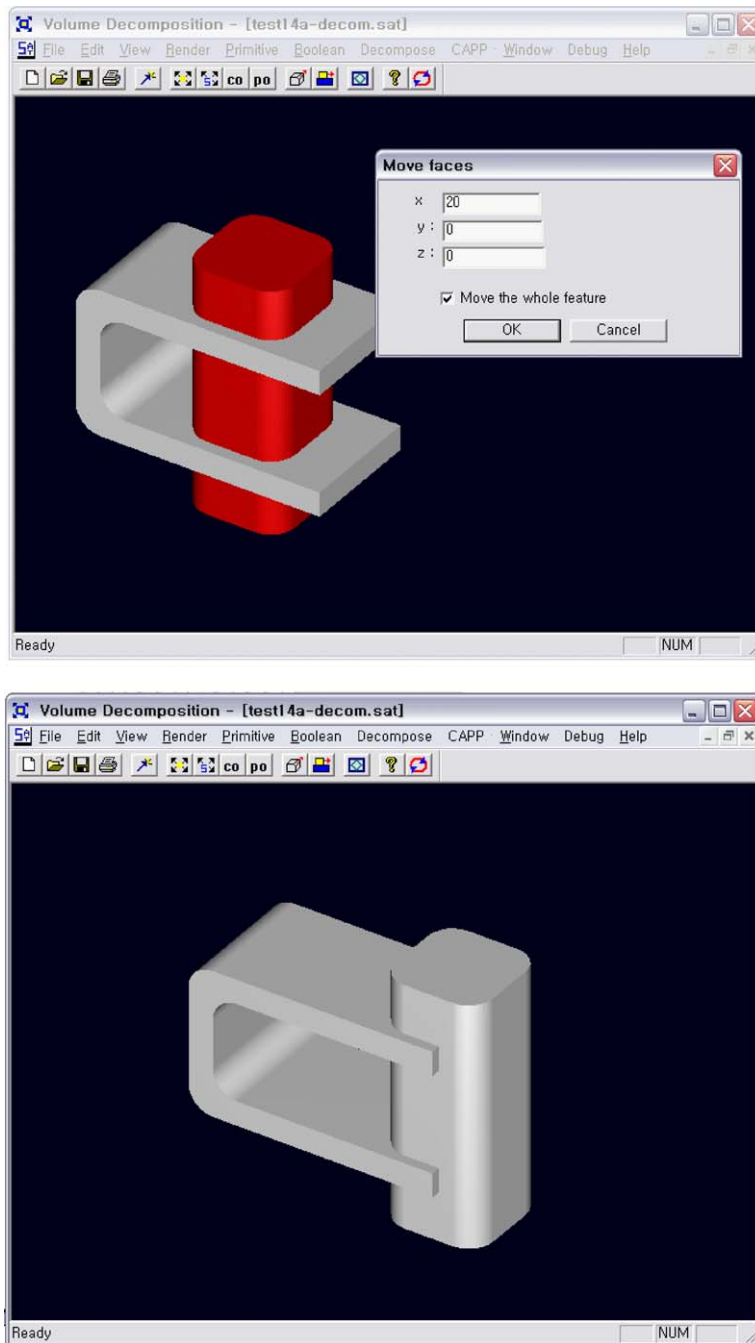 Volume Decomposition - [test14a-decom.sat]
File Edit View Render Primitive Boolean Decompose CAPP Window Debug Help
co po
Move faces
x 20
y : 0
z : 0
Move the whole feature
OK Cancel
Ready NUM
Volume Decomposition - [test14a-decom.sat]
File Edit View Render Primitive Boolean Decompose CAPP Window Debug Help
co po
Ready NUM